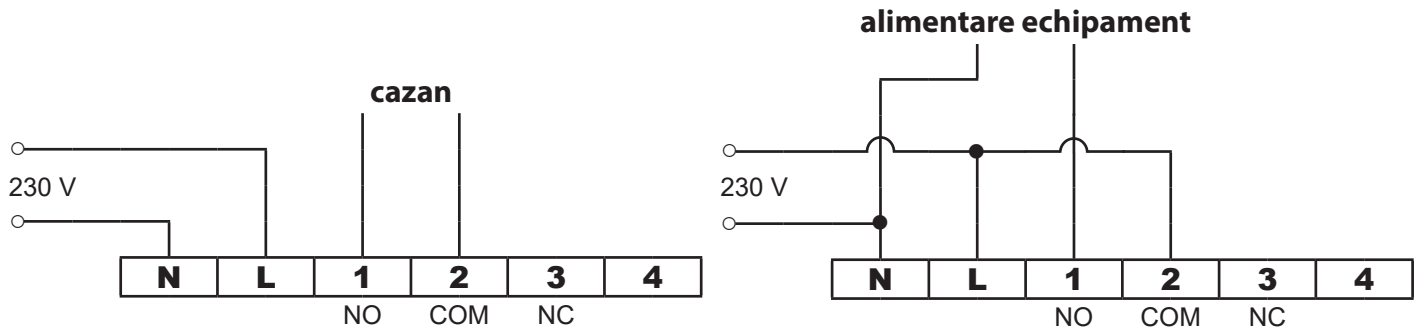 cazan
230 V
N L 1 2 3 4
NO COM NC
alimentare echipament
230 V
N L 1 2 3 4
NO COM NC